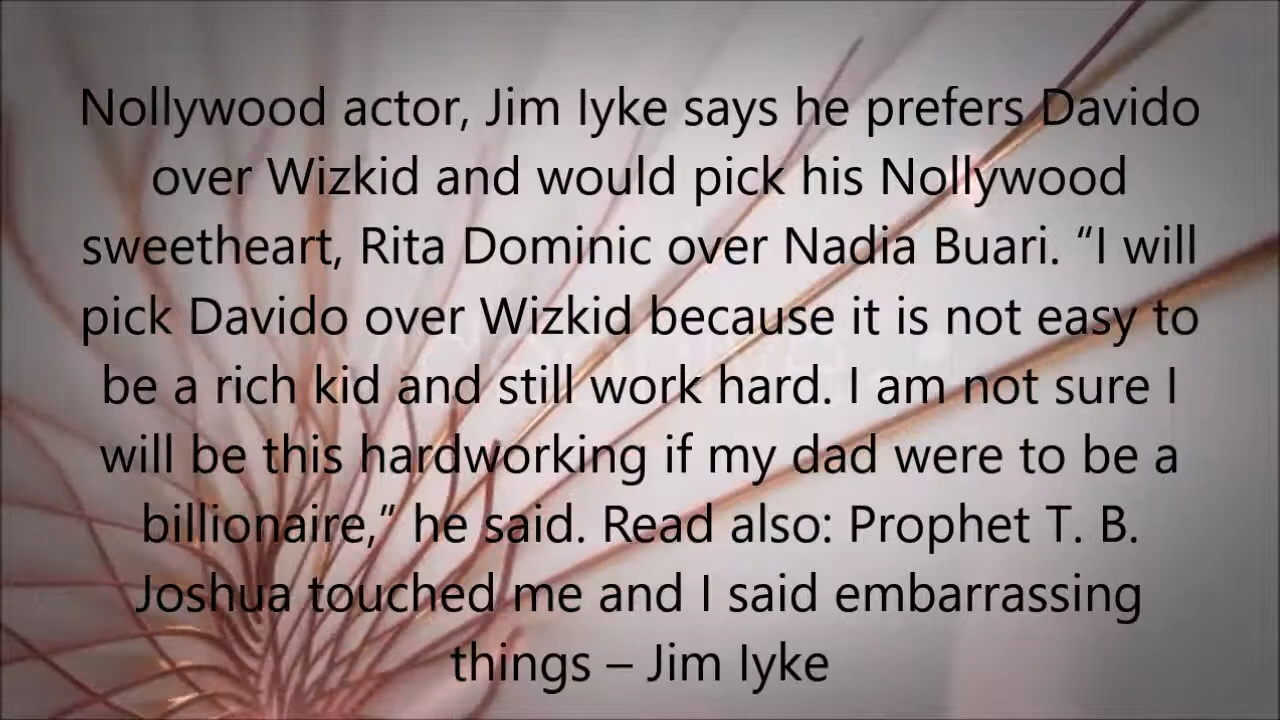 Nollywood actor, Jim Iyke says he prefers Davido
over Wizkid and would pick his Nollywood
sweetheart, Rita Dominic over Nadia Buari. “I will
pick Davido over Wizkid because it is not easy to
be a rich kid and still work hard. I am not sure I
will be this hardworking if my dad were to be a
billionaire,” he said. Read also: Prophet T. B.
Joshua touched me and I said embarrassing
things – Jim Iyke